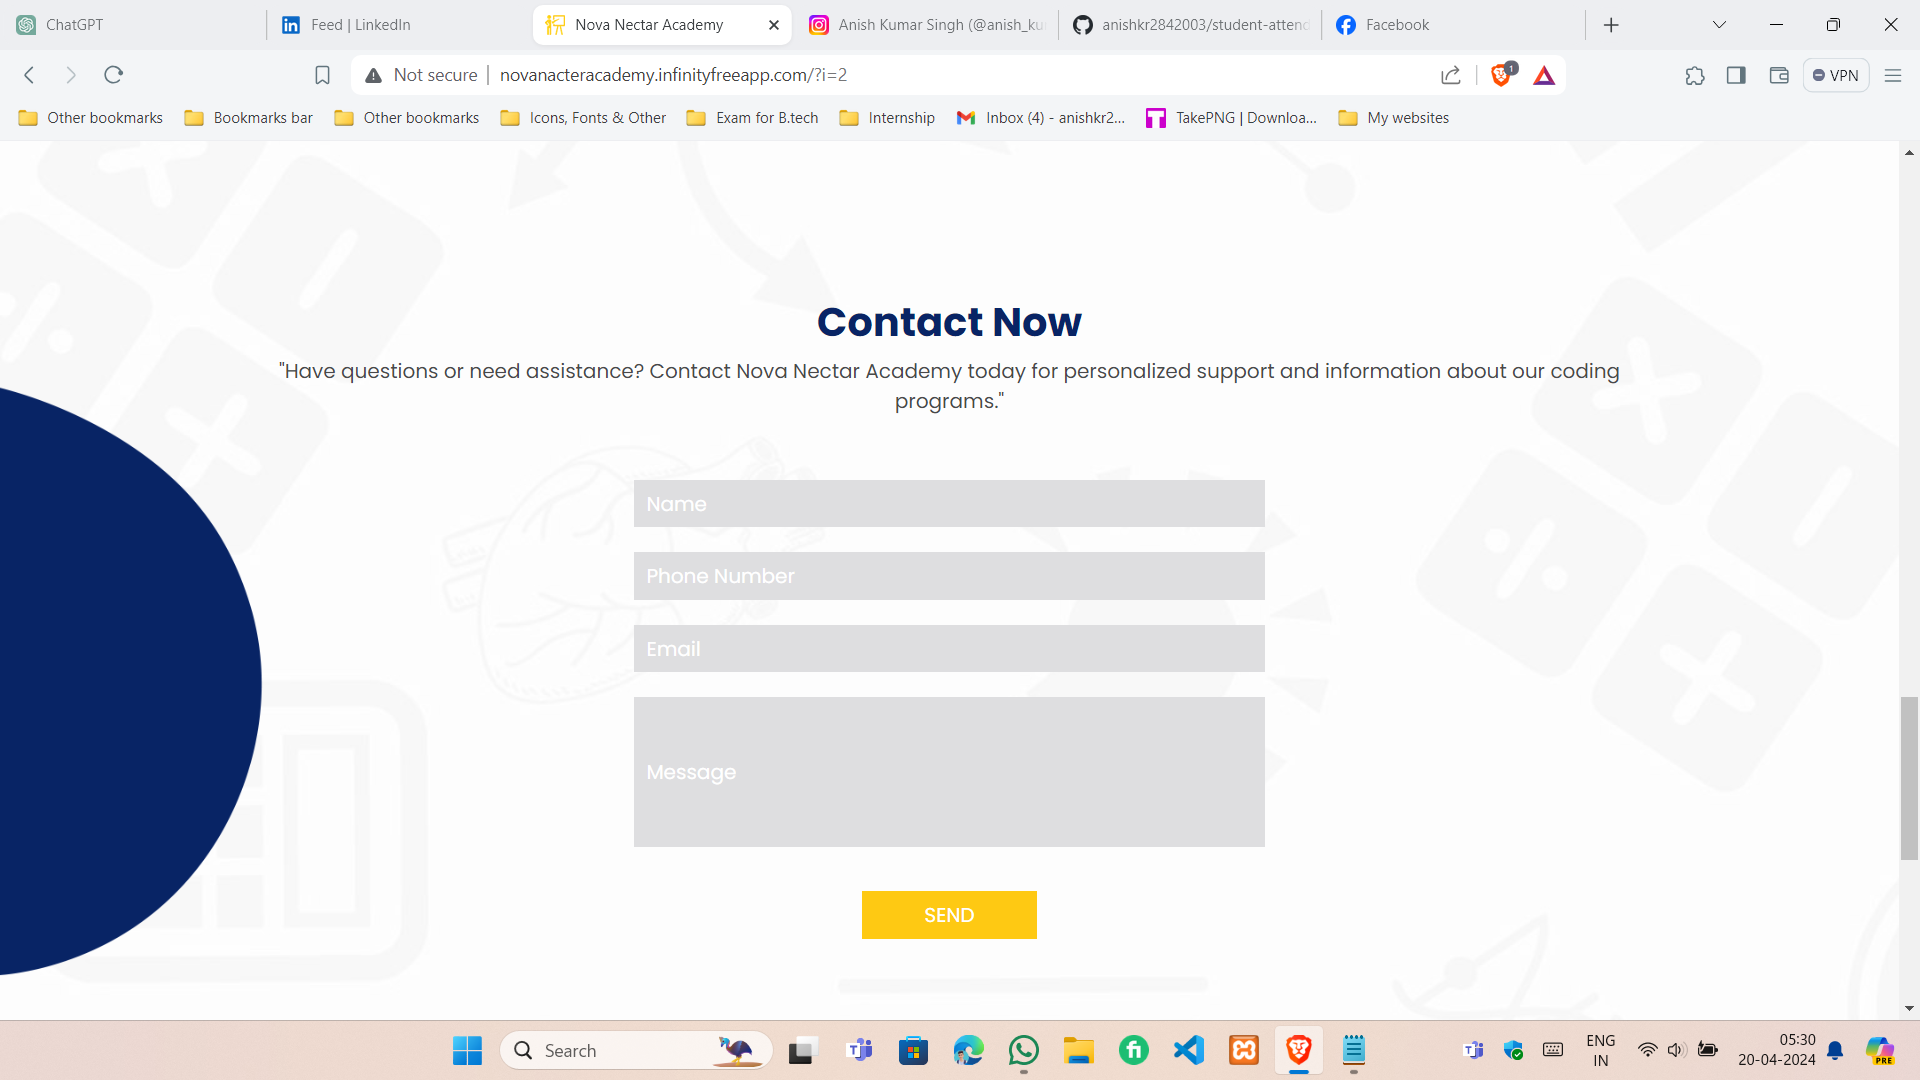 ChatGPT
Feed | LinkedIn
Nova Nectar Academy
Anish Kumar Singh (@anish_ku
anishkr2842003/student-attend
Facebook
Not secure
novanacteracademy.infinityfreeapp.com/?i=2
1
VPN
Other bookmarks
Bookmarks bar
Other bookmarks
Icons, Fonts & Other
Exam for B.tech
Internship
Inbox (4) - anishkr2...
TakePNG | Downloa...
My websites
Contact Now
"Have questions or need assistance? Contact Nova Nectar Academy today for personalized support and information about our coding
programs."
Name
Phone Number
Email
Message
SEND
Search
ENG
IN
05:30
20-04-2024
PRE